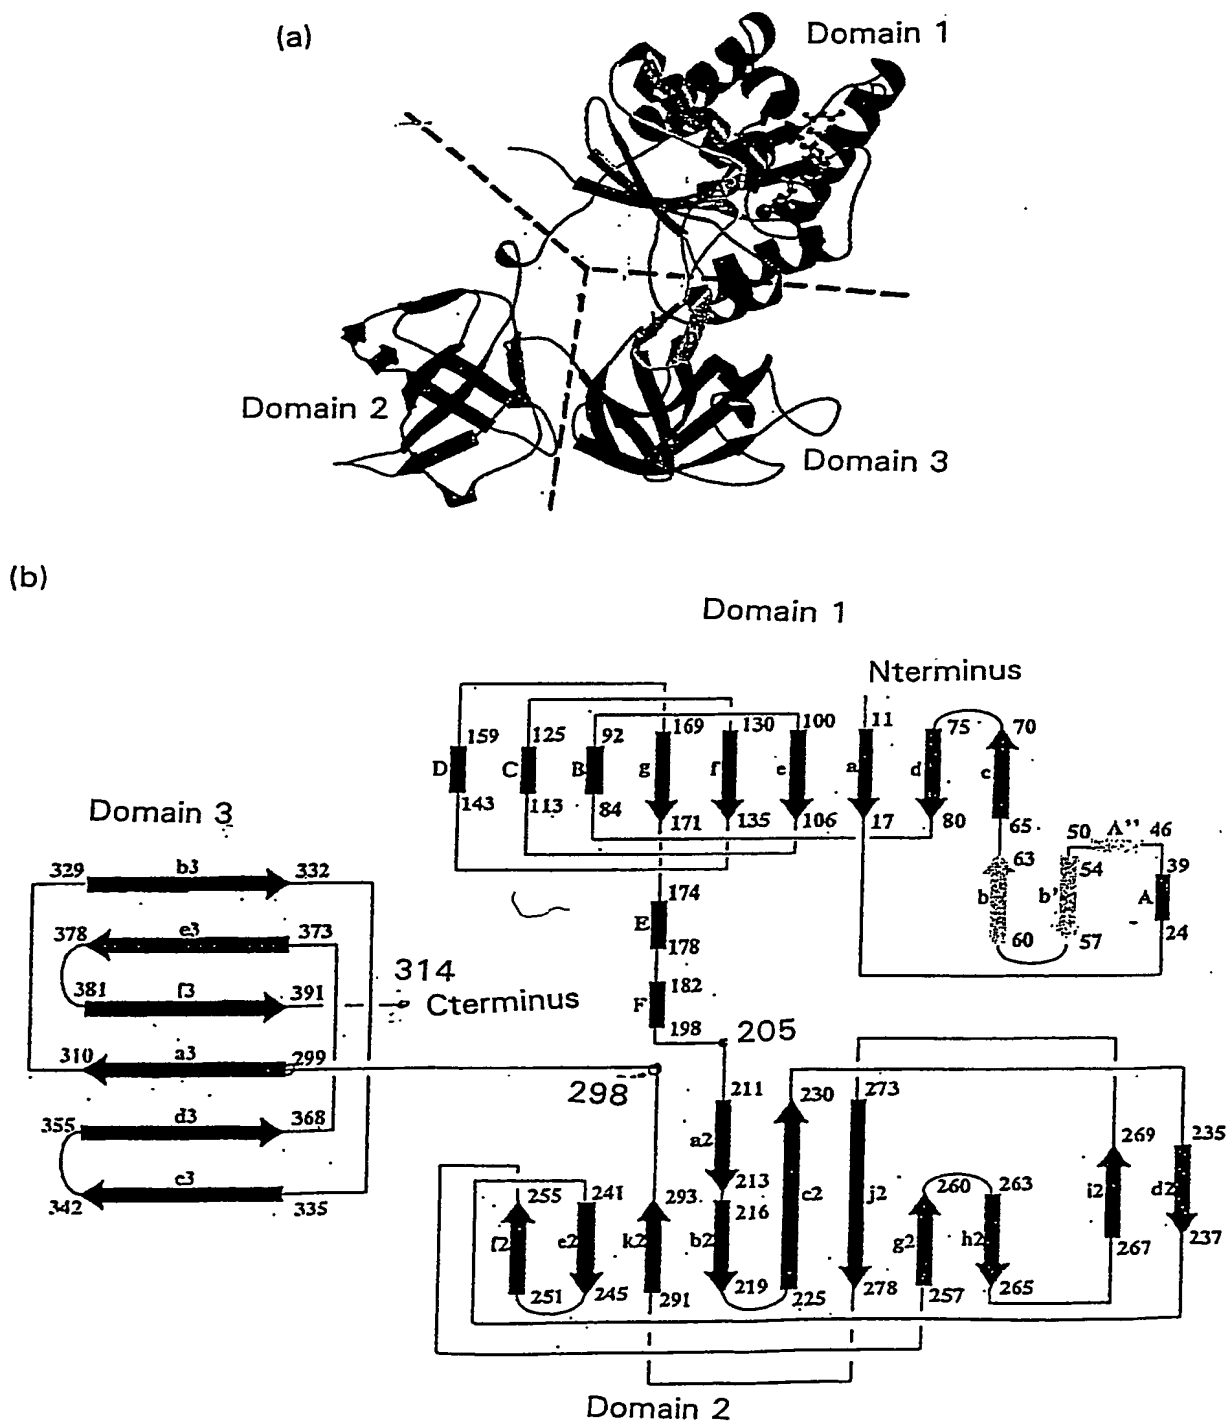 (a)
Domain 1
Domain 2
Domain 3
(b)
Domain 1
Nterminus
169 130 100 11 75 70
159 125 92
D C B g f e a d c
143 113 84
171 135 106 17 80 65
50 A’’ 46
63 54 39
b b' A
60 57 24
Domain 3
329 b3 332
378 e3 373
381 f3 391
314
Cterminus
310 a3 299
355 d3 368
342 c3 335
174
E
178
182
F
198
205
298
211 230 273
a2
213
269 235
255 241 293 216 260 263
c2 j2 i2 d2
f2 e2 k2 b2 g2 h2
267 237
251 245 291 219 225 278 257 265
Domain 2